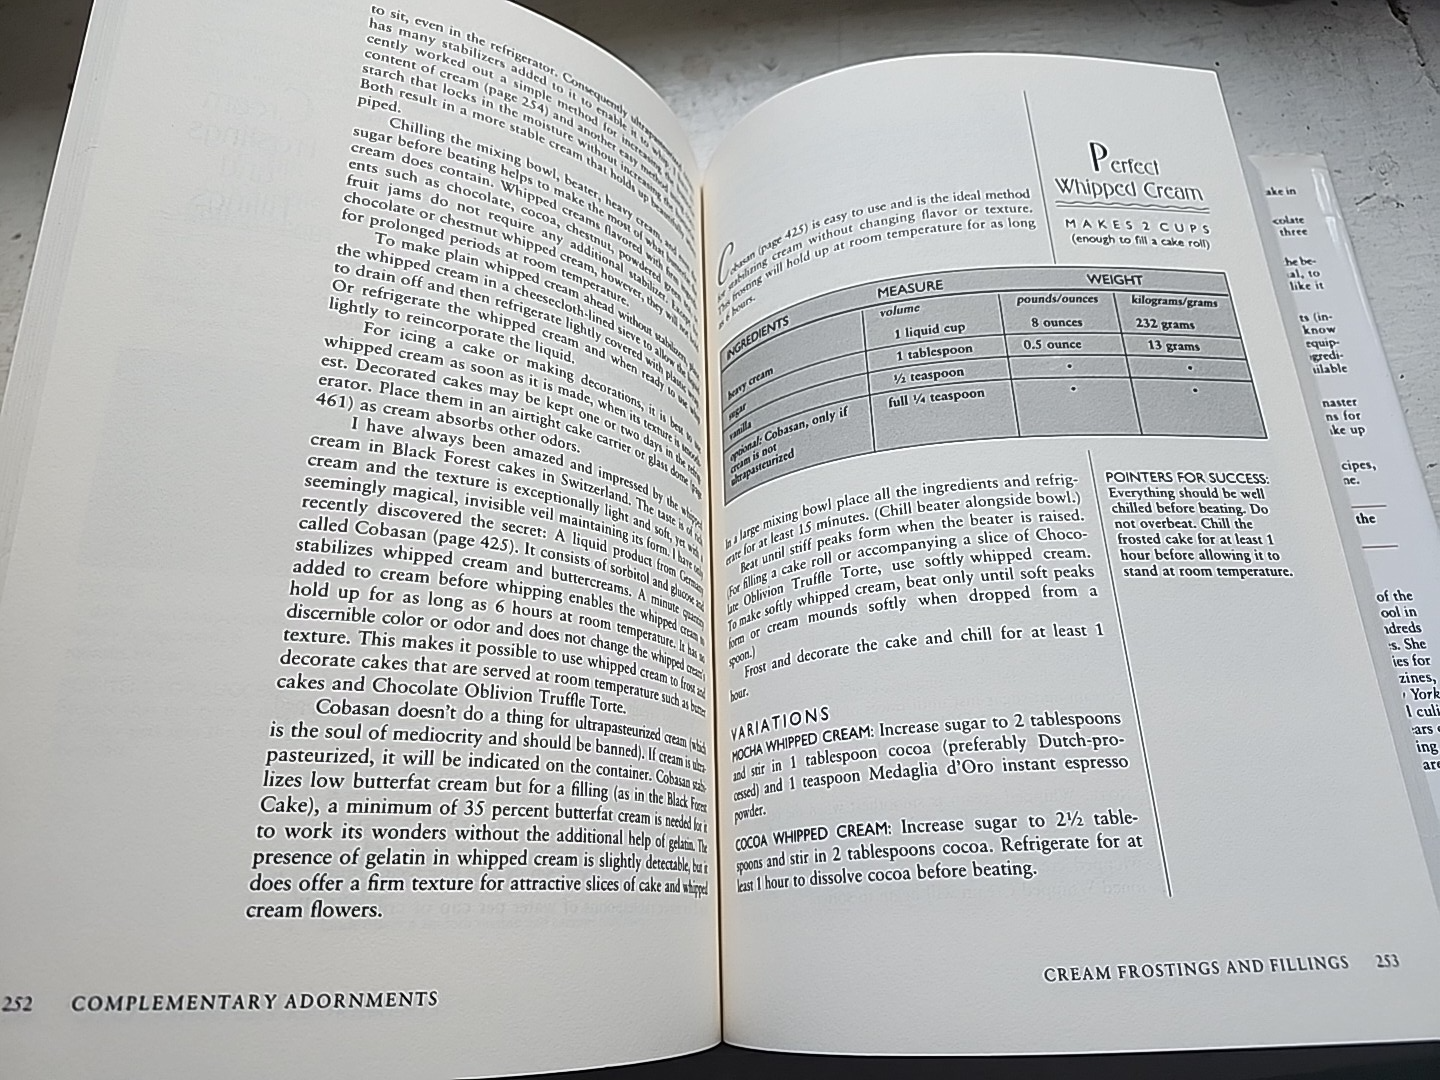 to sit, even in the refrigerator. Consequently
has many stabilizers added to it to enable it to
cently worked out a simple method for increasing the
content of cream (page 254) and another easy method
starch that locks in the moisture without increasing the
Both result in a more stable cream that holds up beautifully
piped.
Chilling the mixing bowl, beater, heavy cream, and
sugar before beating helps to make the most of what
cream does contain. Whipped creams flavored with
ents such as chocolate, cocoa, chestnut, powdered
fruit jams do not require any additional stabilizer.
chocolate or chestnut whipped cream, however, they will
for prolonged periods at room temperature.
To make plain whipped cream ahead without stabilizing,
the whipped cream in a cheesecloth-lined sieve to allow the
to drain off and then refrigerate lightly covered with plastic
Or refrigerate the whipped cream and when ready to use
lightly to reincorporate the liquid.
For icing a cake or making decorations, it is best to
whipped cream as soon as it is made, when its texture is
est. Decorated cakes may be kept one or two days in the refrig-
erator. Place them in an airtight cake carrier or glass dome (page
461) as cream absorbs other odors.
I have always been amazed and impressed by the whipped
cream in Black Forest cakes in Switzerland. The taste is of
cream and the texture is exceptionally light and soft, yet with a
seemingly magical, invisible veil maintaining its form. I have only
recently discovered the secret: A liquid product from Germany
called Cobasan (page 425). It consists of sorbitol and glucose and
stabilizes whipped cream and buttercreams. A minute quantity
added to cream before whipping enables the whipped cream to
hold up for as long as 6 hours at room temperature. It has no
discernible color or odor and does not change the whipped cream's
texture. This makes it possible to use whipped cream to frost and
decorate cakes that are served at room temperature such as butter
cakes and Chocolate Oblivion Truffle Torte.
Cobasan doesn't do a thing for ultrapasteurized cream (which
is the soul of mediocrity and should be banned). If cream is ultra-
pasteurized, it will be indicated on the container. Cobasan stabi-
lizes low butterfat cream but for a filling (as in the Black Forest
Cake), a minimum of 35 percent butterfat cream is needed for it
to work its wonders without the additional help of gelatin. The
presence of gelatin in whipped cream is slightly detectable, but it
does offer a firm texture for attractive slices of cake and whipped
cream flowers.
252 COMPLEMENTARY ADORNMENTS
Perfect
Whipped Cream
MAKES 2 CUPS
(enough to fill a cake roll)
Cobasan (page 425) is easy to use and is the ideal method
for stabilizing cream without changing flavor or texture.
The frosting will hold up at room temperature for as long
as 6 hours.
INGREDIENTS MEASURE WEIGHT
volume pounds/ounces kilograms/grams
heavy cream 1 liquid cup 8 ounces 232 grams
sugar 1 tablespoon 0.5 ounce 13 grams
vanilla ½ teaspoon • •
optional: Cobasan, only if full ¼ teaspoon • •
cream is not
ultrapasteurized
In a large mixing bowl place all the ingredients and refrig-
erate for at least 15 minutes. (Chill beater alongside bowl.)
Beat until stiff peaks form when the beater is raised.
(For filling a cake roll or accompanying a slice of Choco-
late Oblivion Truffle Torte, use softly whipped cream.
To make softly whipped cream, beat only until soft peaks
form or cream mounds softly when dropped from a
spoon.)
Frost and decorate the cake and chill for at least 1
hour.
POINTERS FOR SUCCESS:
Everything should be well
chilled before beating. Do
not overbeat. Chill the
frosted cake for at least 1
hour before allowing it to
stand at room temperature.
VARIATIONS
MOCHA WHIPPED CREAM: Increase sugar to 2 tablespoons
and stir in 1 tablespoon cocoa (preferably Dutch-pro-
cessed) and 1 teaspoon Medaglia d'Oro instant espresso
powder.
COCOA WHIPPED CREAM: Increase sugar to 2½ table-
spoons and stir in 2 tablespoons cocoa. Refrigerate for at
least 1 hour to dissolve cocoa before beating.
CREAM FROSTINGS AND FILLINGS 253